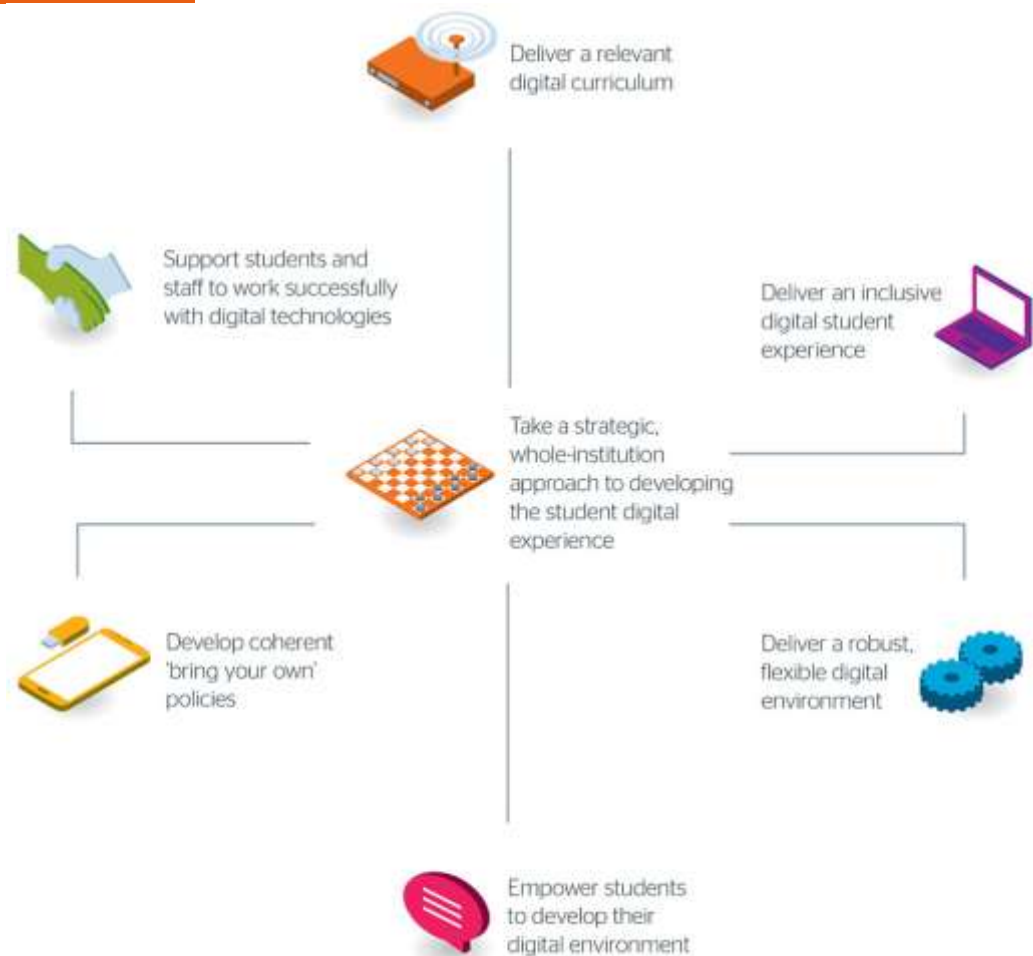 Deliver a relevant
digital curriculum
Support students and
staff to work successfully
with digital technologies
Deliver an inclusive
digital student
experience
Take a strategic,
whole-institution
approach to developing
the student digital
experience
Develop coherent
'bring your own'
policies
Deliver a robust,
flexible digital
environment
Empower students
to develop their
digital environment